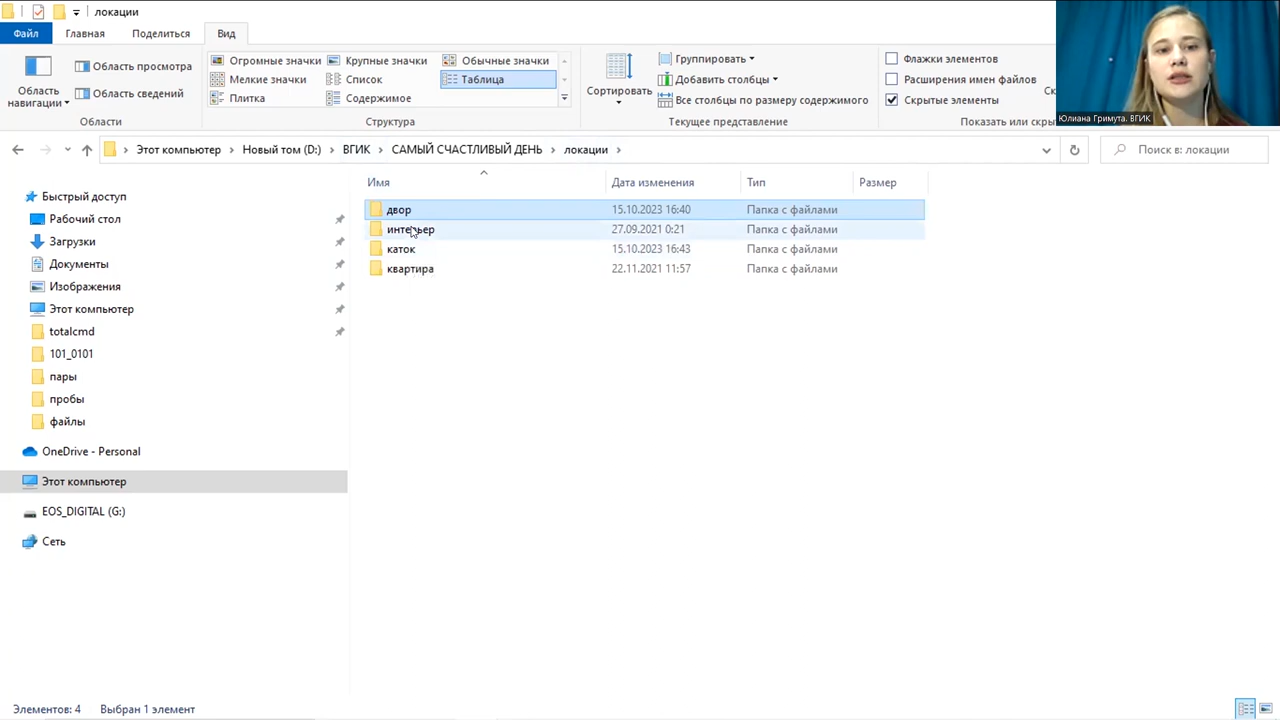 локации
Файл
Главная
Поделиться
Вид
Область навигации
Область просмотра
Область сведений
Области
Огромные значки
Крупные значки
Обычные значки
Мелкие значки
Список
Таблица
Плитка
Содержимое
Структура
Сортировать
Группировать
Добавить столбцы
Все столбцы по размеру содержимого
Текущее представление
Флажки элементов
Расширения имен файлов
Скрытые элементы
Показать или
Юлиана Гримута. ВГИК
Этот компьютер
Новый том (D:)
ВГИК
САМЫЙ СЧАСТЛИВЫЙ ДЕНЬ
локации
Поиск в: локации
Имя
Дата изменения
Тип
Размер
двор 15.10.2023 16:40 Папка с файлами
интерьер 27.09.2021 0:21 Папка с файлами
каток 15.10.2023 16:43 Папка с файлами
квартира 22.11.2021 11:57 Папка с файлами
Быстрый доступ
Рабочий стол
Загрузки
Документы
Изображения
Этот компьютер
totalcmd
101_0101
пары
пробы
файлы
OneDrive - Personal
Этот компьютер
EOS_DIGITAL (G:)
Сеть
Элементов: 4
Выбран 1 элемент